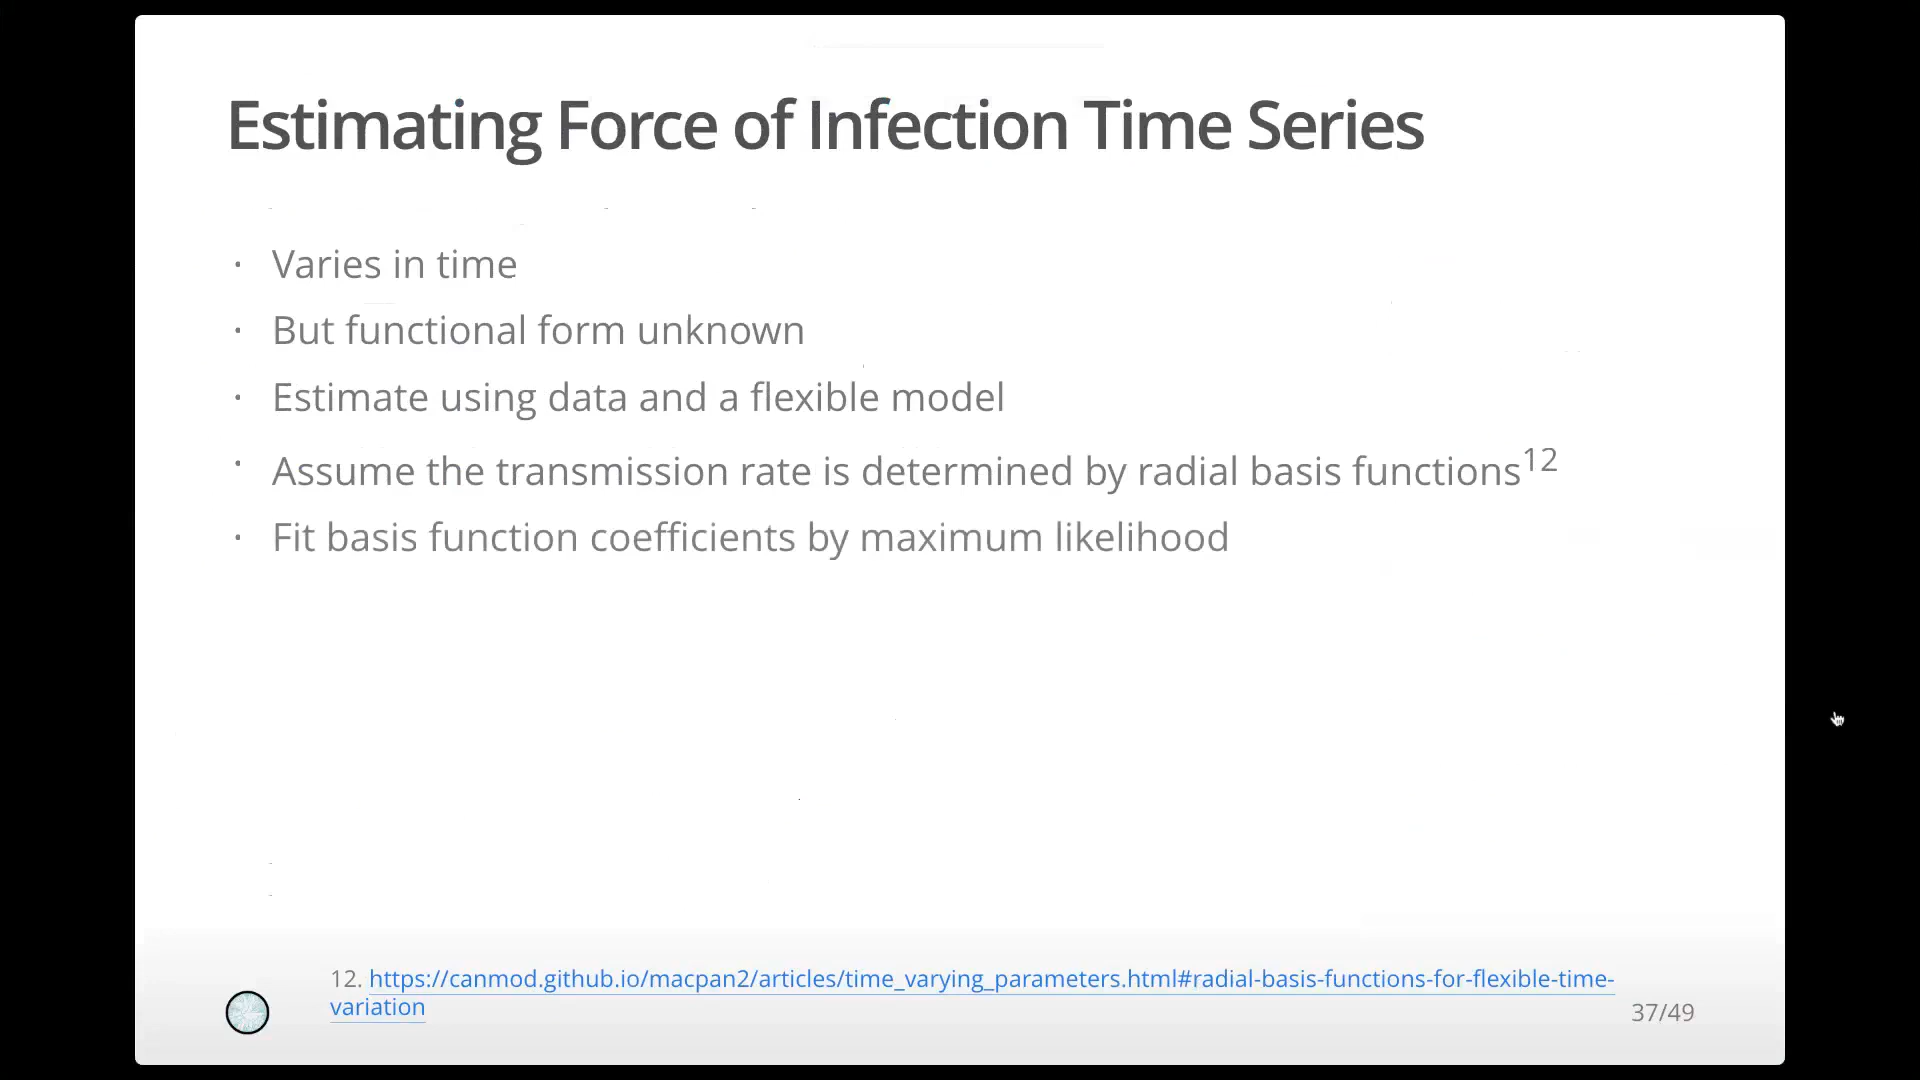 Estimating Force of Infection Time Series
· Varies in time
· But functional form unknown
· Estimate using data and a flexible model
· Assume the transmission rate is determined by radial basis functions12
· Fit basis function coefficients by maximum likelihood
12. https://canmod.github.io/macpan2/articles/time_varying_parameters.html#radial-basis-functions-for-flexible-time-
variation
37/49